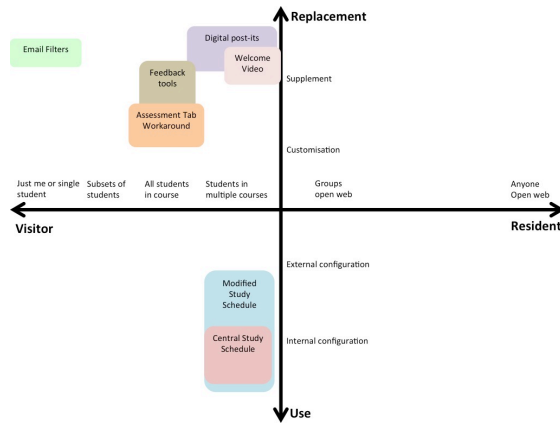 Replacement
Digital post-its
Email Filters
Welcome
Video
Feedback
tools
Supplement
Assessment Tab
Workaround
Customisation
Just me or single
student
Subsets of
students
All students
in course
Students in
multiple courses
Groups
open web
Anyone
Open web
Visitor
Resident
External configuration
Modified
Study
Schedule
Central Study
Schedule
Internal configuration
Use